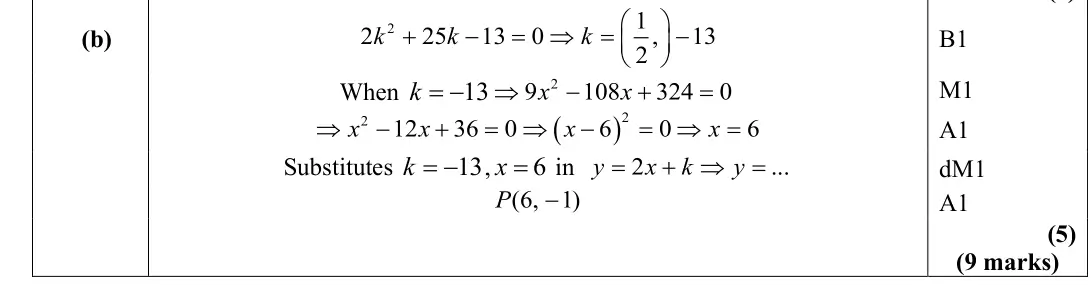 (b) 2k² + 25k − 13 = 0 ⇒ k = (1/2,) − 13 B1
When k = −13 ⇒ 9x² − 108x + 324 = 0 M1
⇒ x² − 12x + 36 = 0 ⇒ (x − 6)² = 0 ⇒ x = 6 A1
Substitutes k = −13, x = 6 in y = 2x + k ⇒ y = ... dM1
P(6, −1) A1
(5)
(9 marks)